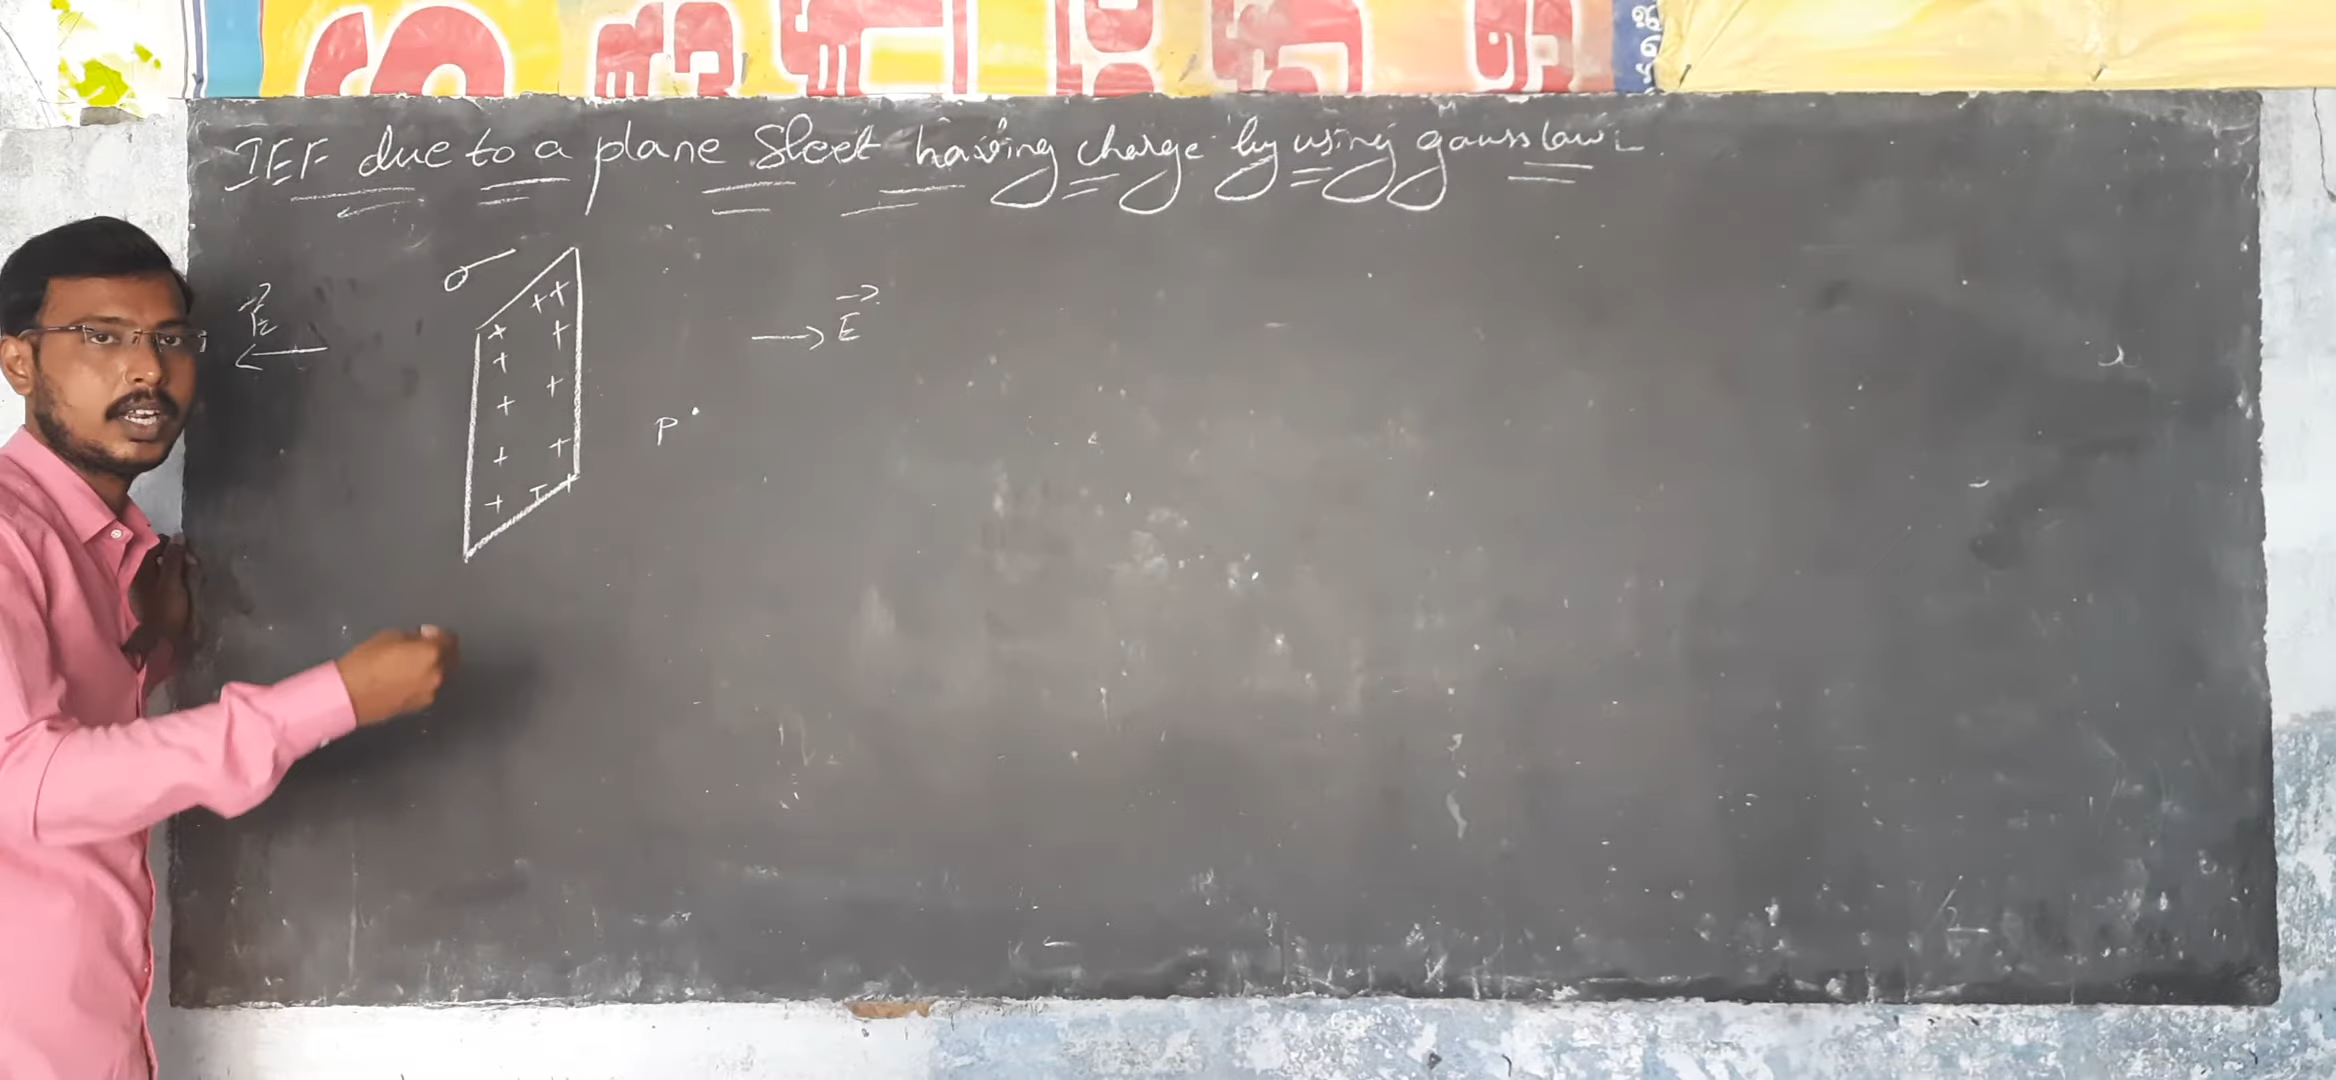 IEF due to a plane sheet having charge by using gauss law
σ
E
E
P